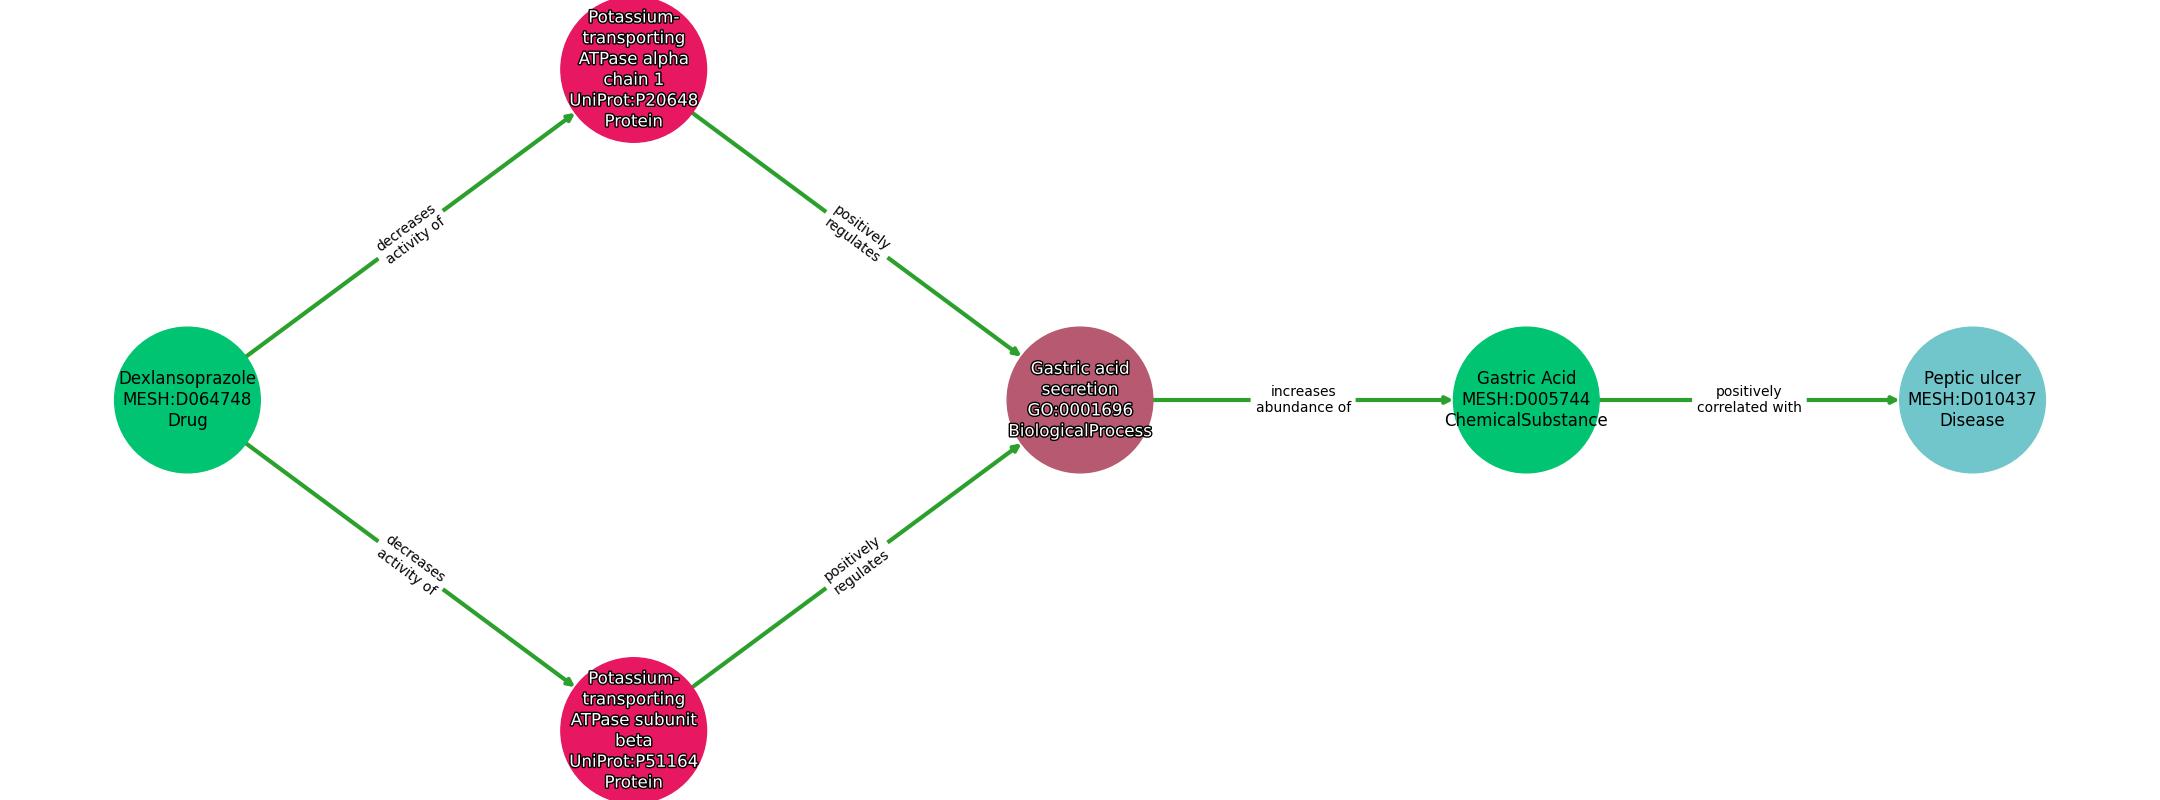 Potassium-
transporting
ATPase alpha
chain 1
UniProt:P20648
Protein
decreases
activity of
positively
regulates
Dexlansoprazole
MESH:D064748
Drug
Gastric acid
secretion
GO:0001696
BiologicalProcess
increases
abundance of
Gastric Acid
MESH:D005744
ChemicalSubstance
positively
correlated with
Peptic ulcer
MESH:D010437
Disease
decreases
activity of
positively
regulates
Potassium-
transporting
ATPase subunit
beta
UniProt:P51164
Protein